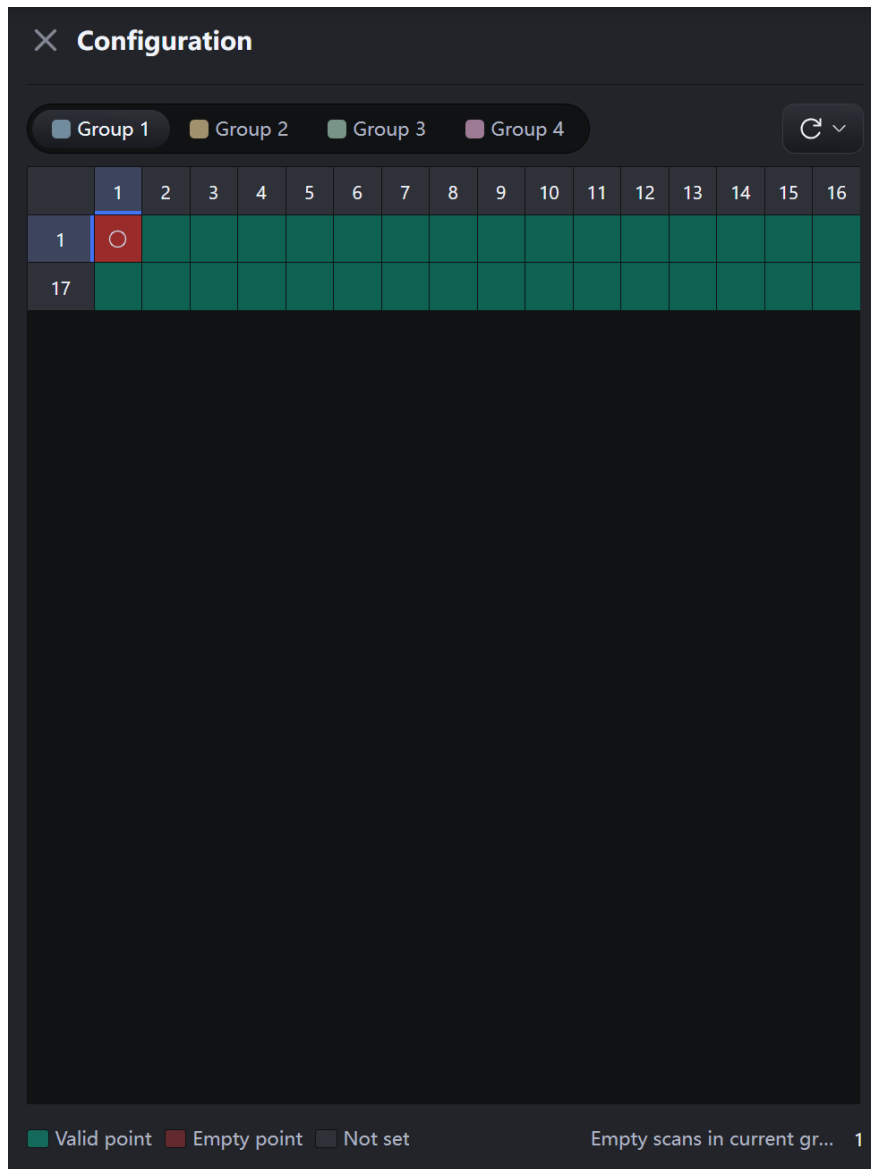 Configuration
Group 1 Group 2 Group 3 Group 4
1 2 3 4 5 6 7 8 9 10 11 12 13 14 15 16
1
17
Valid point Empty point Not set Empty scans in current gr... 1